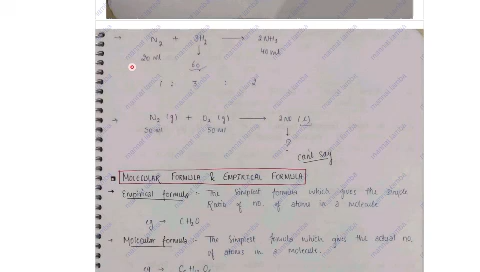 → N2 + 3H2 → 2NH3
20 ml 40 ml
60
1 : 3 : 2
→ N2 (g) + O2 (g) → 2NO (l)
50 ml 50 ml
?
can't say
MOLECULAR FORMULA & EMPIRICAL FORMULA
→ Empirical formula - The simplest formula which gives the simple
Ratio of no. of atoms in a molecule
eg → CH2O
→ Molecular formula - The simplest formula which gives the actual no.
of atoms in a molecule.
eg → C6H12O6